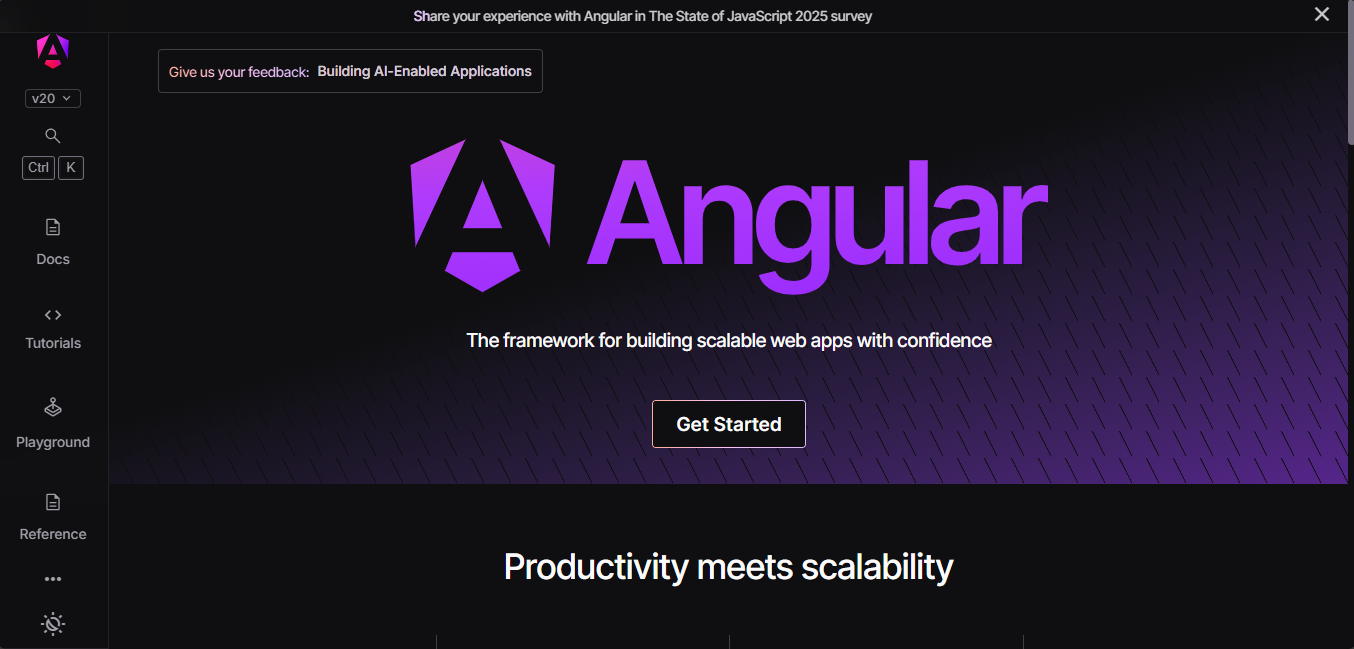 Share your experience with Angular in The State of JavaScript 2025 survey
v20
Ctrl K
Docs
Tutorials
Playground
Reference
Give us your feedback: Building AI-Enabled Applications
Angular
The framework for building scalable web apps with confidence
Get Started
Productivity meets scalability